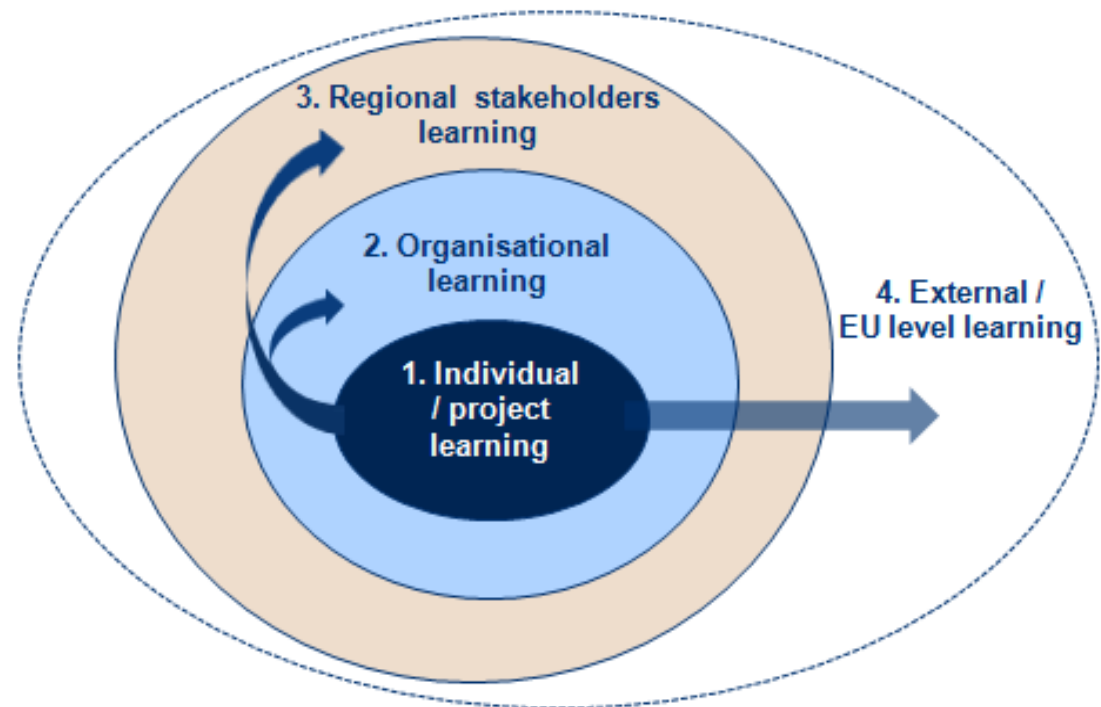 3. Regional stakeholders
learning
2. Organisational
learning
4. External /
EU level learning
1. Individual
/ project
learning